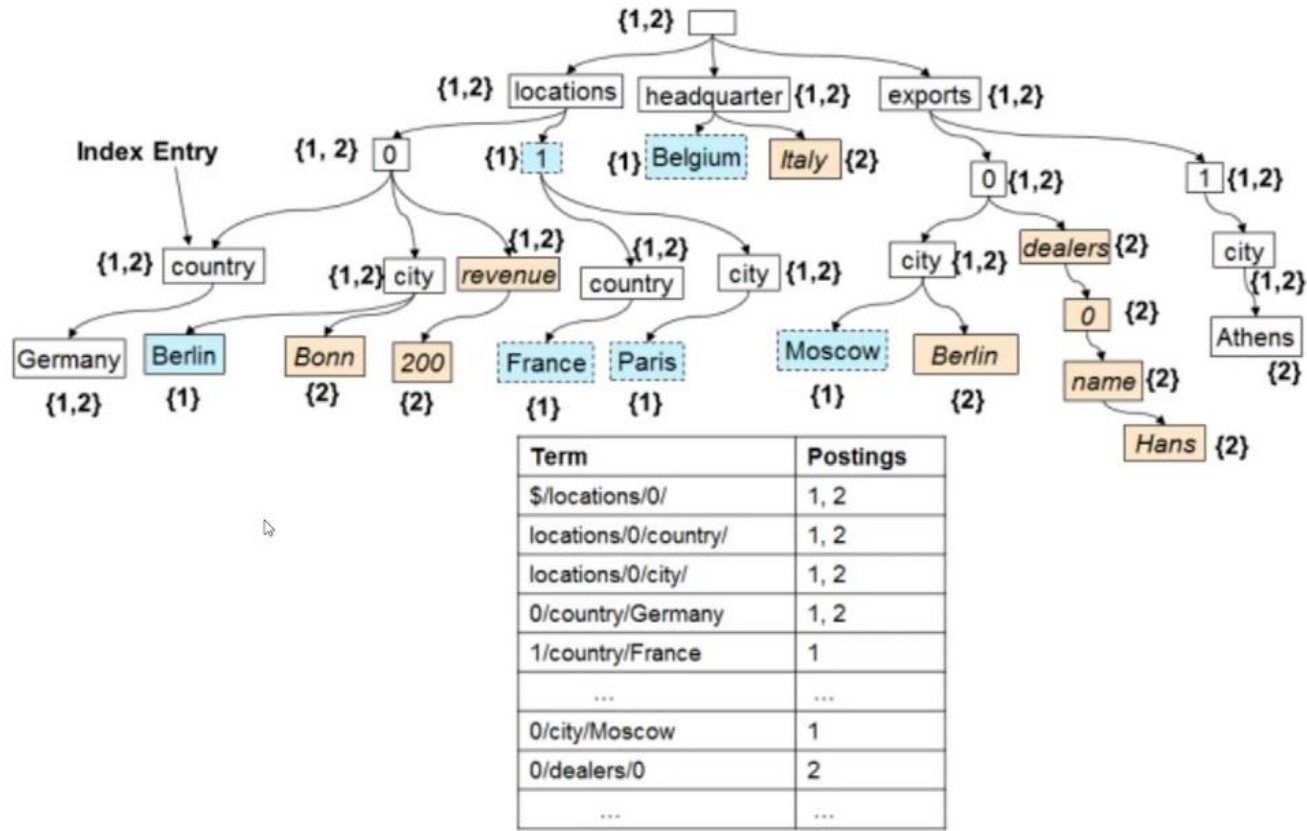 {1,2}
{1,2} locations headquarter {1,2} exports {1,2}
Index Entry {1, 2} 0 {1} 1 {1} Belgium Italy {2} 0 {1,2} 1 {1,2}
{1,2} country {1,2} city revenue {1,2} {1,2} country city {1,2} city {1,2} dealers {2} city {1,2}
0 {2}
Germany Berlin Bonn 200 France Paris Moscow Berlin Athens
{1,2} {1} {2} {2} {1} {1} {1} {2} name {2} {2}
Hans {2}
Term Postings
$/locations/0/ 1, 2
locations/0/country/ 1, 2
locations/0/city/ 1, 2
0/country/Germany 1, 2
1/country/France 1
... ...
0/city/Moscow 1
0/dealers/0 2
... ...